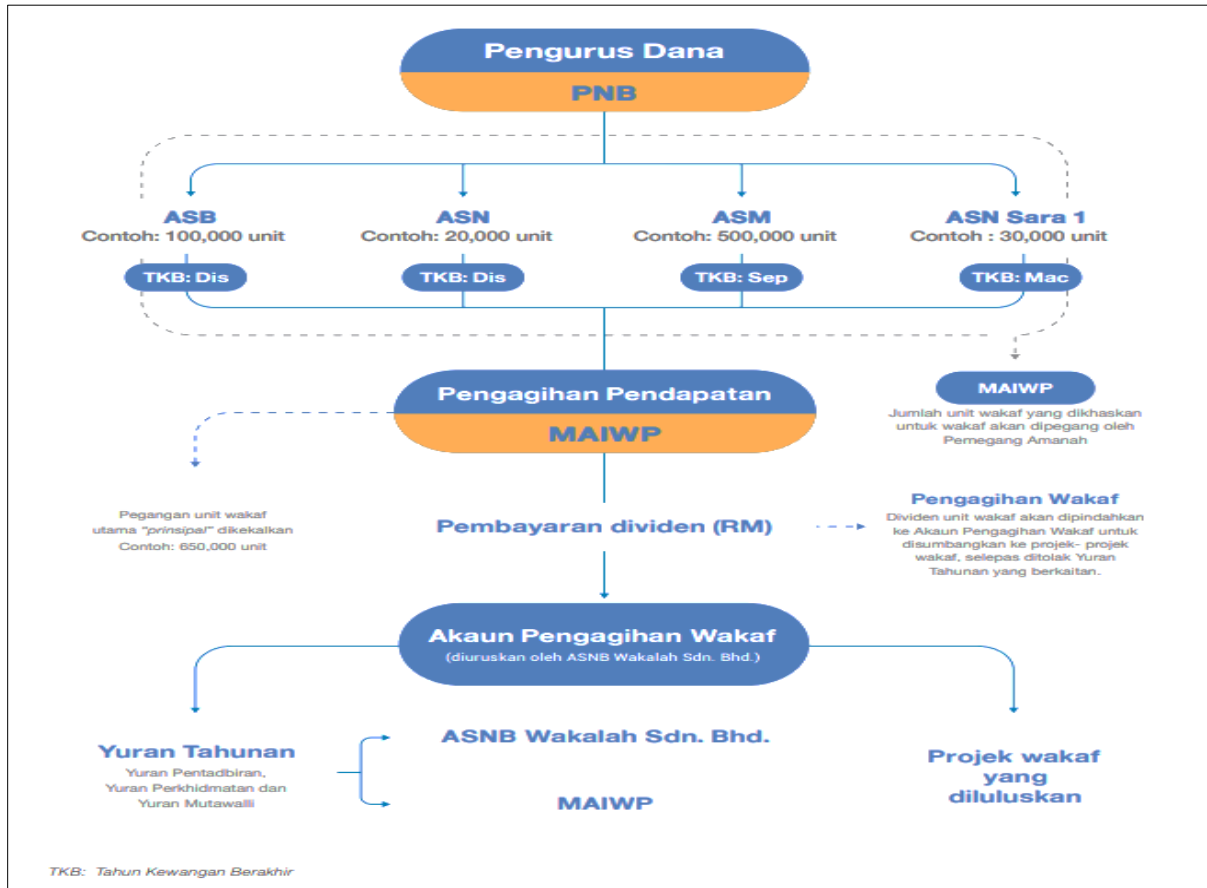 Pengurus Dana
PNB
ASB
Contoh: 100,000 unit
TKB: Dis
ASN
Contoh: 20,000 unit
TKB: Dis
ASM
Contoh: 500,000 unit
TKB: Sep
ASN Sara 1
Contoh : 30,000 unit
TKB: Mac
Pengagihan Pendapatan
MAIWP
MAIWP
Jumlah unit wakaf yang dikhaskan
untuk wakaf akan dipegang oleh
Pemegang Amanah
Pegangan unit wakaf
utama "prinsipal" dikekalkan
Contoh: 650,000 unit
Pembayaran dividen (RM)
Pengagihan Wakaf
Dividen unit wakaf akan dipindahkan
ke Akaun Pengagihan Wakaf untuk
disumbangkan ke projek- projek
wakaf, selepas ditolak Yuran
Tahunan yang berkaitan.
Akaun Pengagihan Wakaf
(diuruskan oleh ASNB Wakalah Sdn. Bhd.)
Yuran Tahunan
Yuran Pentadbiran,
Yuran Perkhidmatan dan
Yuran Mutawalli
ASNB Wakalah Sdn. Bhd.
MAIWP
Projek wakaf
yang
diluluskan
TKB: Tahun Kewangan Berakhir